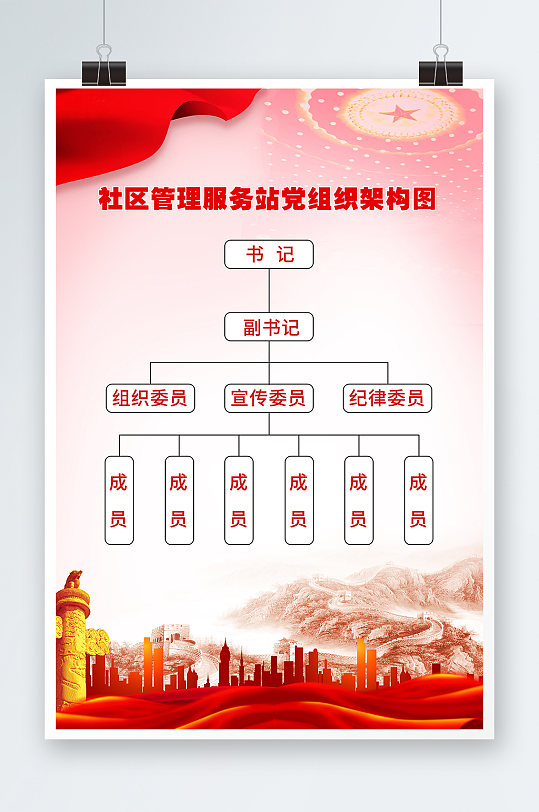 社区管理服务站党组织架构图
书 记
副书记
组织委员 宣传委员 纪律委员
成员 成员 成员 成员 成员 成员